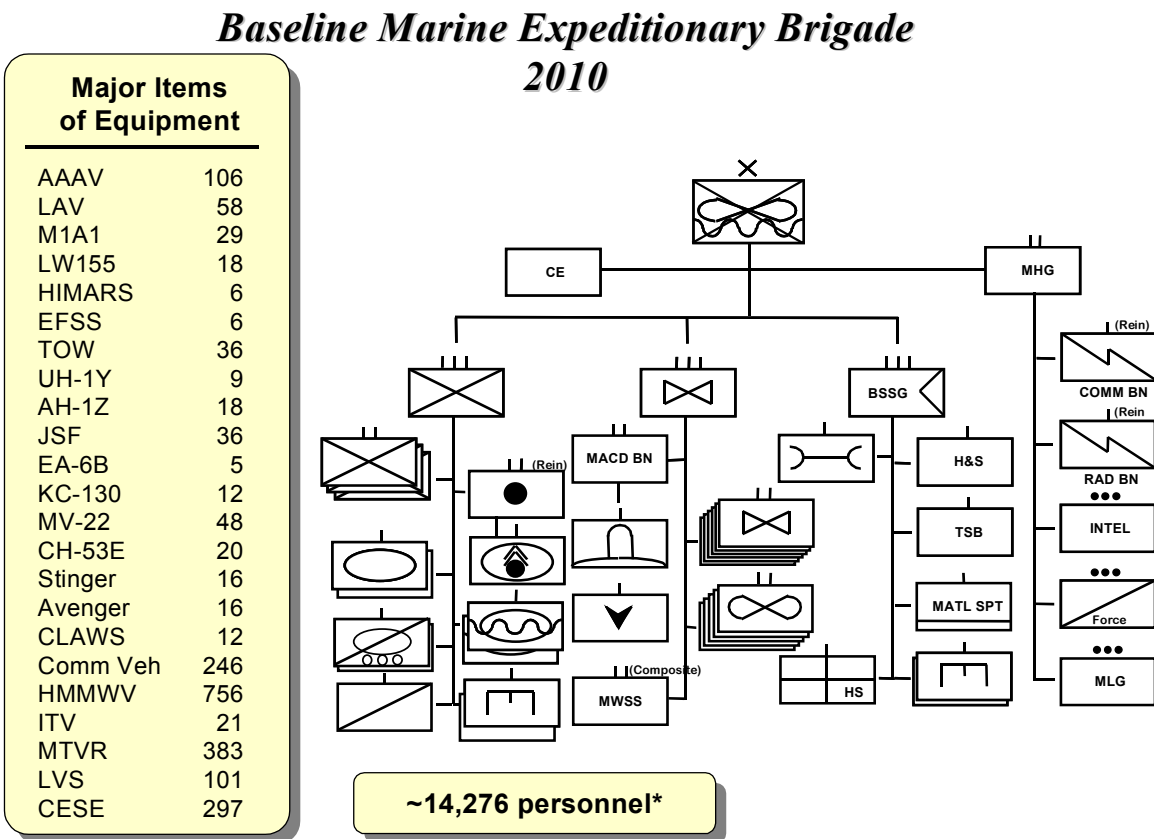 Baseline Marine Expeditionary Brigade
2010
Major Items
of Equipment
AAAV 106
LAV 58
M1A1 29
LW155 18
HIMARS 6
EFSS 6
TOW 36
UH-1Y 9
AH-1Z 18
JSF 36
EA-6B 5
KC-130 12
MV-22 48
CH-53E 20
Stinger 16
Avenger 16
CLAWS 12
Comm Veh 246
HMMWV 756
ITV 21
MTVR 383
LVS 101
CESE 297
CE
MHG
BSSG
(Rein)
COMM BN
(Rein
RAD BN
INTEL
Force
MLG
(Rein)
MACD BN
(Composite)
MWSS
H&S
TSB
MATL SPT
HS
~14,276 personnel*